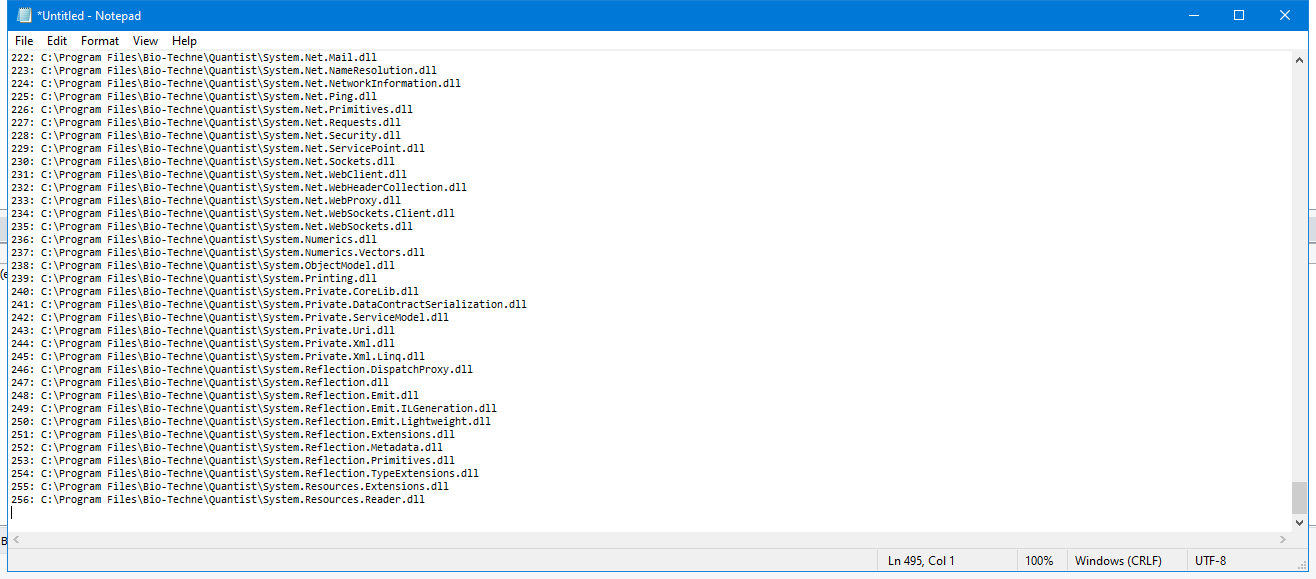 *Untitled - Notepad
File Edit Format View Help
222: C:\Program Files\Bio-Techne\Quantist\System.Net.Mail.dll
223: C:\Program Files\Bio-Techne\Quantist\System.Net.NameResolution.dll
224: C:\Program Files\Bio-Techne\Quantist\System.Net.NetworkInformation.dll
225: C:\Program Files\Bio-Techne\Quantist\System.Net.Ping.dll
226: C:\Program Files\Bio-Techne\Quantist\System.Net.Primitives.dll
227: C:\Program Files\Bio-Techne\Quantist\System.Net.Requests.dll
228: C:\Program Files\Bio-Techne\Quantist\System.Net.Security.dll
229: C:\Program Files\Bio-Techne\Quantist\System.Net.ServicePoint.dll
230: C:\Program Files\Bio-Techne\Quantist\System.Net.Sockets.dll
231: C:\Program Files\Bio-Techne\Quantist\System.Net.WebClient.dll
232: C:\Program Files\Bio-Techne\Quantist\System.Net.WebHeaderCollection.dll
233: C:\Program Files\Bio-Techne\Quantist\System.Net.WebProxy.dll
234: C:\Program Files\Bio-Techne\Quantist\System.Net.WebSockets.Client.dll
235: C:\Program Files\Bio-Techne\Quantist\System.Net.WebSockets.dll
236: C:\Program Files\Bio-Techne\Quantist\System.Numerics.dll
237: C:\Program Files\Bio-Techne\Quantist\System.Numerics.Vectors.dll
238: C:\Program Files\Bio-Techne\Quantist\System.ObjectModel.dll
239: C:\Program Files\Bio-Techne\Quantist\System.Printing.dll
240: C:\Program Files\Bio-Techne\Quantist\System.Private.CoreLib.dll
241: C:\Program Files\Bio-Techne\Quantist\System.Private.DataContractSerialization.dll
242: C:\Program Files\Bio-Techne\Quantist\System.Private.ServiceModel.dll
243: C:\Program Files\Bio-Techne\Quantist\System.Private.Uri.dll
244: C:\Program Files\Bio-Techne\Quantist\System.Private.Xml.dll
245: C:\Program Files\Bio-Techne\Quantist\System.Private.Xml.Linq.dll
246: C:\Program Files\Bio-Techne\Quantist\System.Reflection.DispatchProxy.dll
247: C:\Program Files\Bio-Techne\Quantist\System.Reflection.dll
248: C:\Program Files\Bio-Techne\Quantist\System.Reflection.Emit.dll
249: C:\Program Files\Bio-Techne\Quantist\System.Reflection.Emit.ILGeneration.dll
250: C:\Program Files\Bio-Techne\Quantist\System.Reflection.Emit.Lightweight.dll
251: C:\Program Files\Bio-Techne\Quantist\System.Reflection.Extensions.dll
252: C:\Program Files\Bio-Techne\Quantist\System.Reflection.Metadata.dll
253: C:\Program Files\Bio-Techne\Quantist\System.Reflection.Primitives.dll
254: C:\Program Files\Bio-Techne\Quantist\System.Reflection.TypeExtensions.dll
255: C:\Program Files\Bio-Techne\Quantist\System.Resources.Extensions.dll
256: C:\Program Files\Bio-Techne\Quantist\System.Resources.Reader.dll
Ln 495, Col 1 100% Windows (CRLF) UTF-8